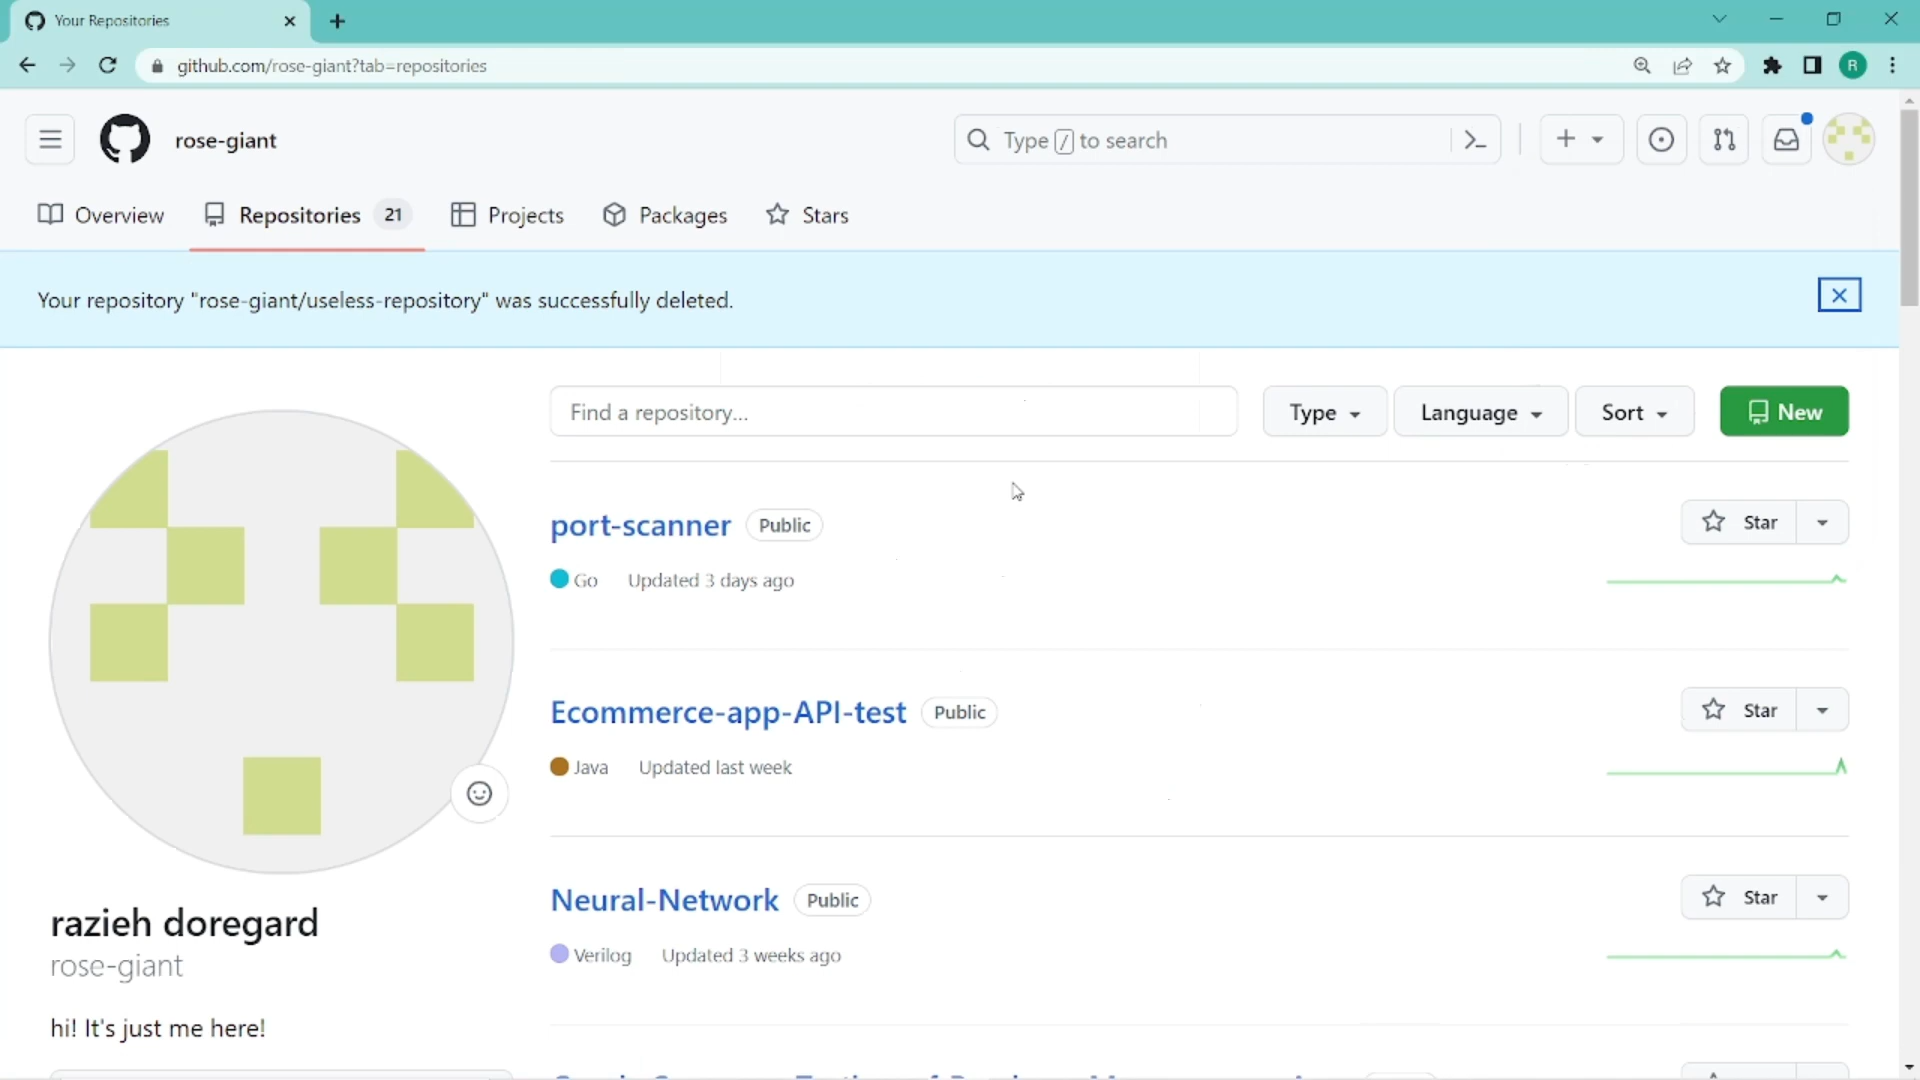 Your Repositories
github.com/rose-giant?tab=repositories
R
rose-giant
Type / to search
Overview
Repositories 21
Projects
Packages
Stars
Your repository "rose-giant/useless-repository" was successfully deleted.
Find a repository...
Type
Language
Sort
New
port-scanner Public
Star
Go Updated 3 days ago
Ecommerce-app-API-test Public
Star
Java Updated last week
Neural-Network Public
Star
Verilog Updated 3 weeks ago
razieh doregard
rose-giant
hi! It's just me here!